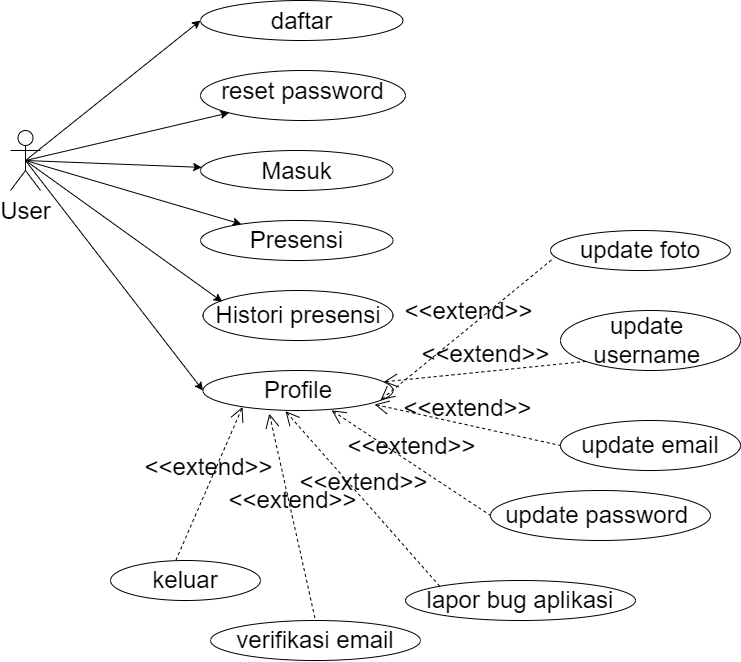 daftar
reset password
Masuk
User
Presensi
update foto
Histori presensi
<<extend>>
update
username
<<extend>>
Profile
<<extend>>
update email
<<extend>>
<<extend>>
<<extend>>
<<extend>>
update password
keluar
lapor bug aplikasi
verifikasi email